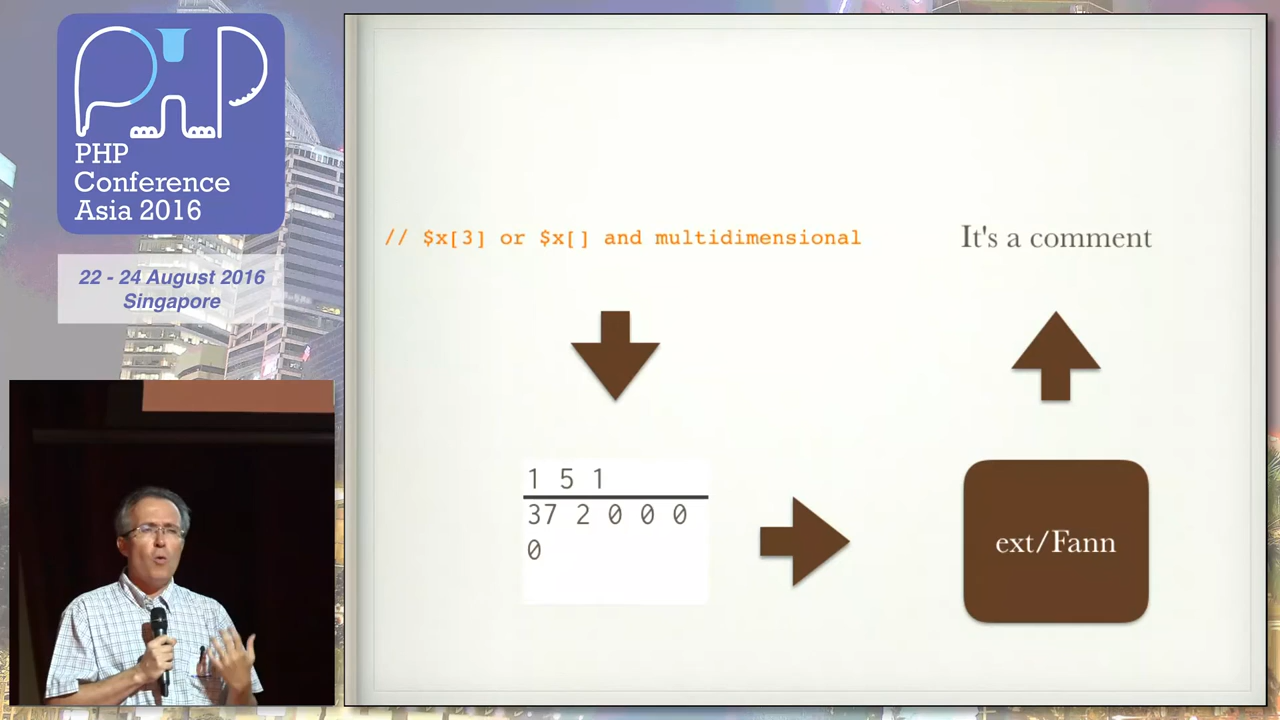 PHP
Conference
Asia 2016
22 - 24 August 2016
Singapore
// $x[3] or $x[] and multidimensional
It's a comment
1 5 1
37 2 0 0 0
0
ext/Fann